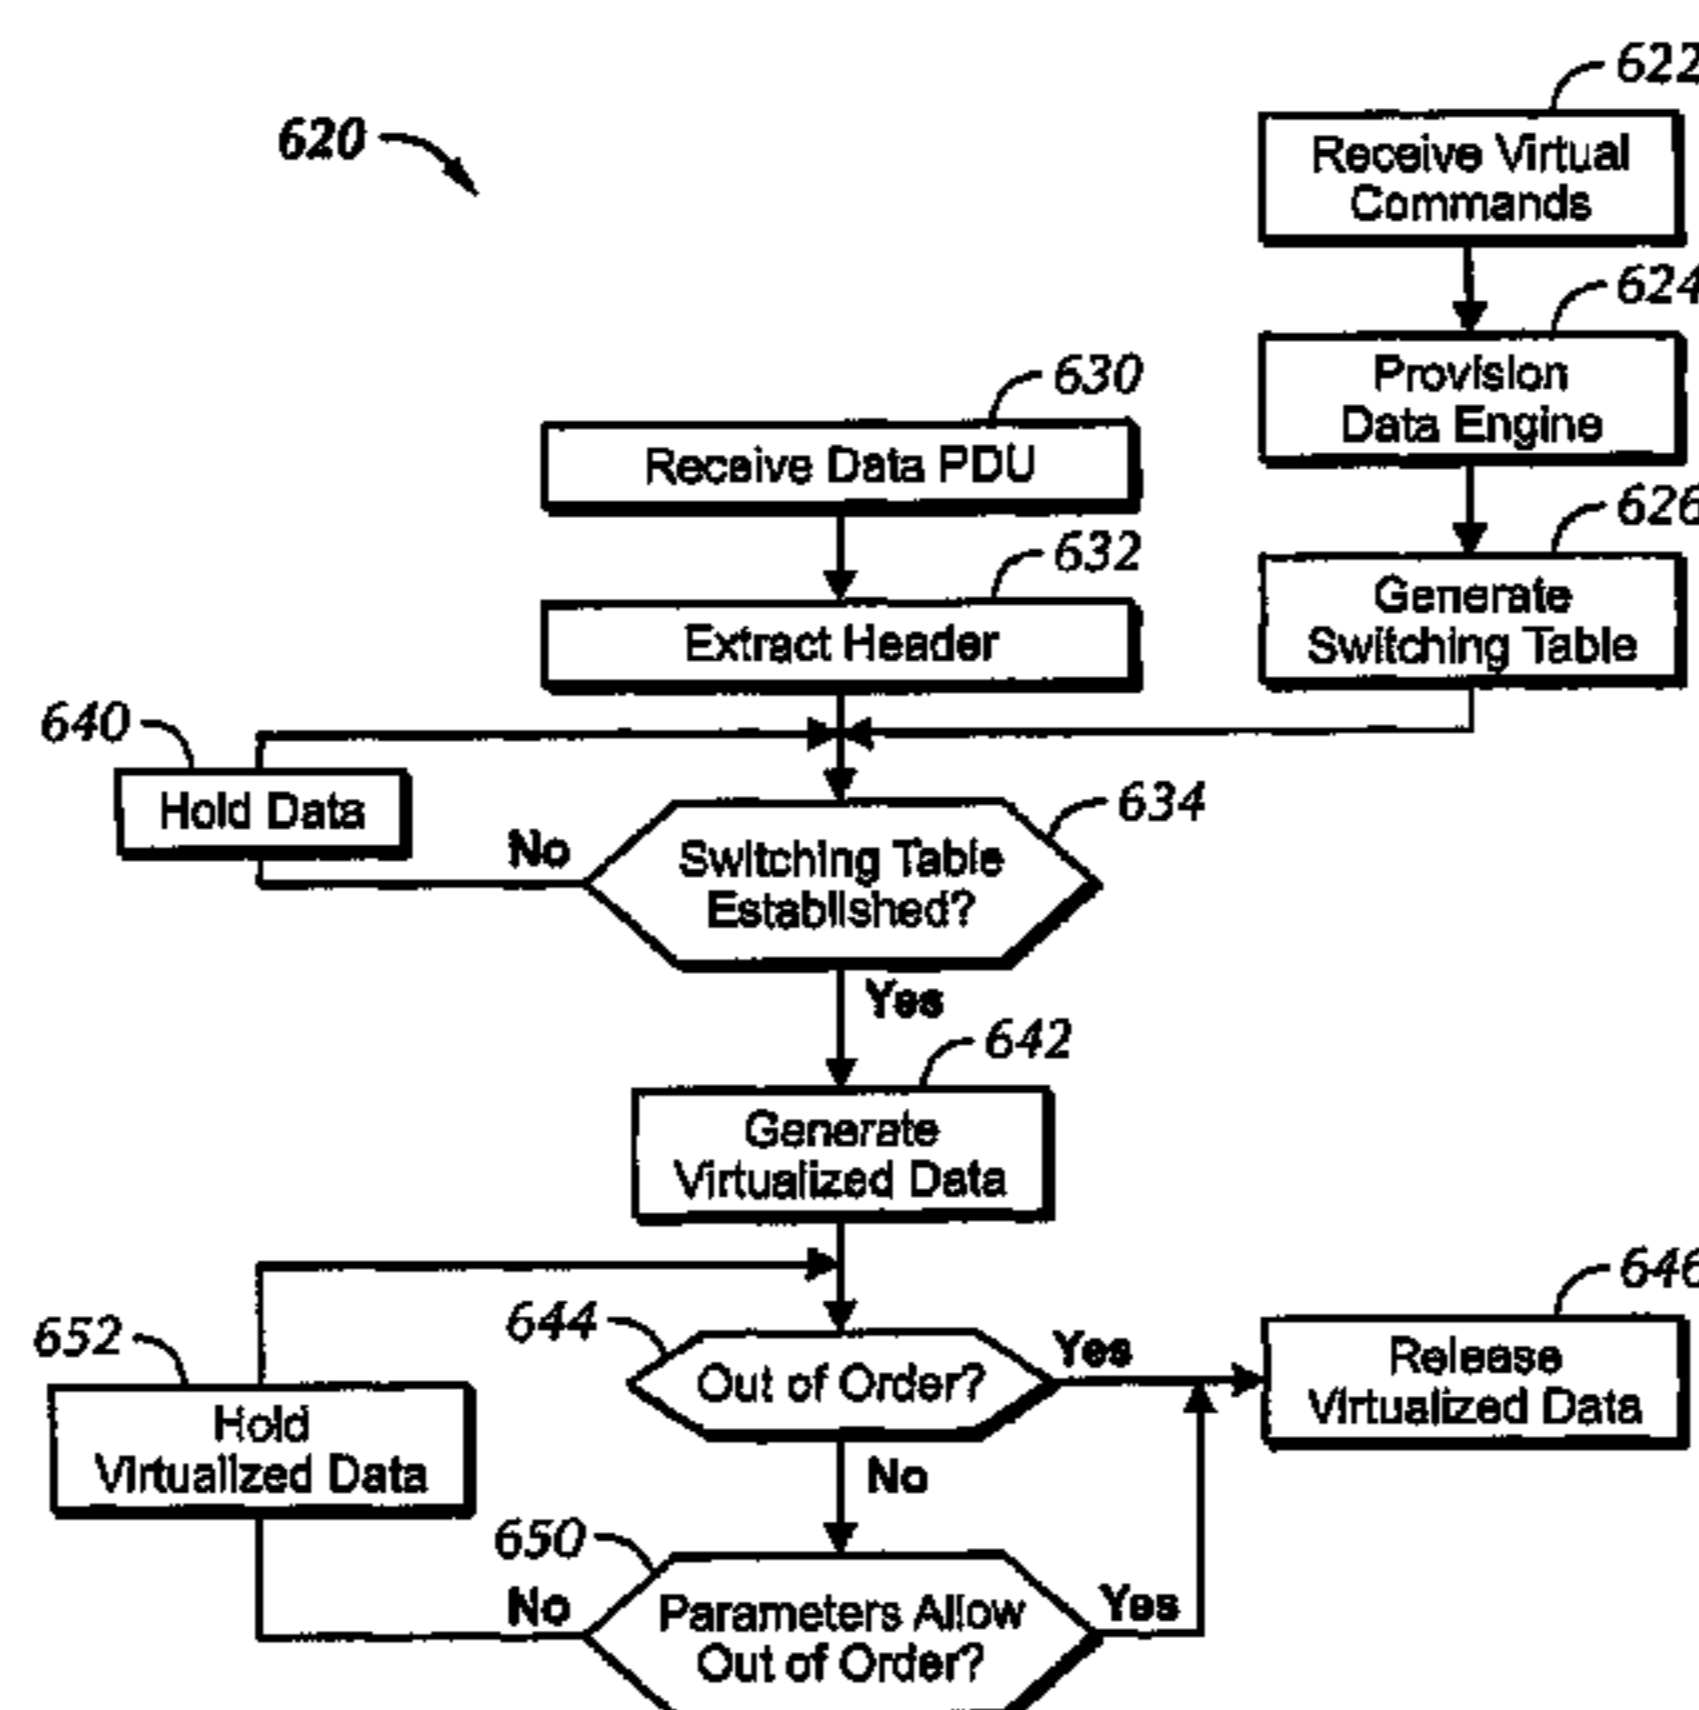 620
622
Receive Virtual
Commands
624
Provision
Data Engine
630
Receive Data PDU
626
Generate
Switching Table
632
Extract Header
640
Hold Data
634
No
Switching Table
Established?
Yes
642
Generate
Virtualized Data
646
Release
Virtualized Data
644
Out of Order?
Yes
No
652
Hold
Virtualized Data
650
No
Parameters Allow
Out of Order?
Yes